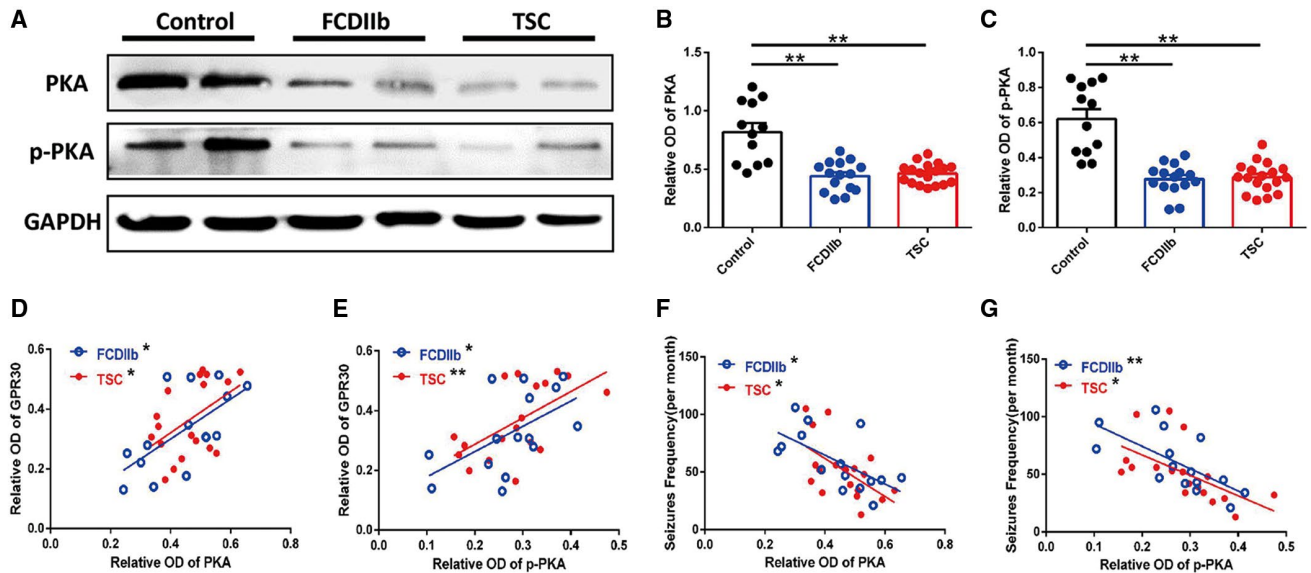 A
Control FCDIIb TSC
PKA
p-PKA
GAPDH
B
Relative OD of PKA
1.5
1.0
0.5
0.0
**
**
Control FCDIIb TSC
C
Relative OD of p-PKA
1.0
0.8
0.6
0.4
0.2
0.0
**
**
Control FCDIIb TSC
D
Relative OD of GPR30
0.6
0.4
0.2
0.0
FCDIIb *
TSC *
0.0 0.2 0.4 0.6 0.8
Relative OD of PKA
E
Relative OD of GPR30
0.6
0.4
0.2
0.0
FCDIIb *
TSC **
0.0 0.1 0.2 0.3 0.4 0.5
Relative OD of p-PKA
F
Seizures Frequency(per month)
150
100
50
0
FCDIIb *
TSC *
0.0 0.2 0.4 0.6 0.8
Relative OD of PKA
G
Seizures Frequency(per month)
150
100
50
0
FCDIIb **
TSC *
0.0 0.1 0.2 0.3 0.4 0.5
Relative OD of p-PKA